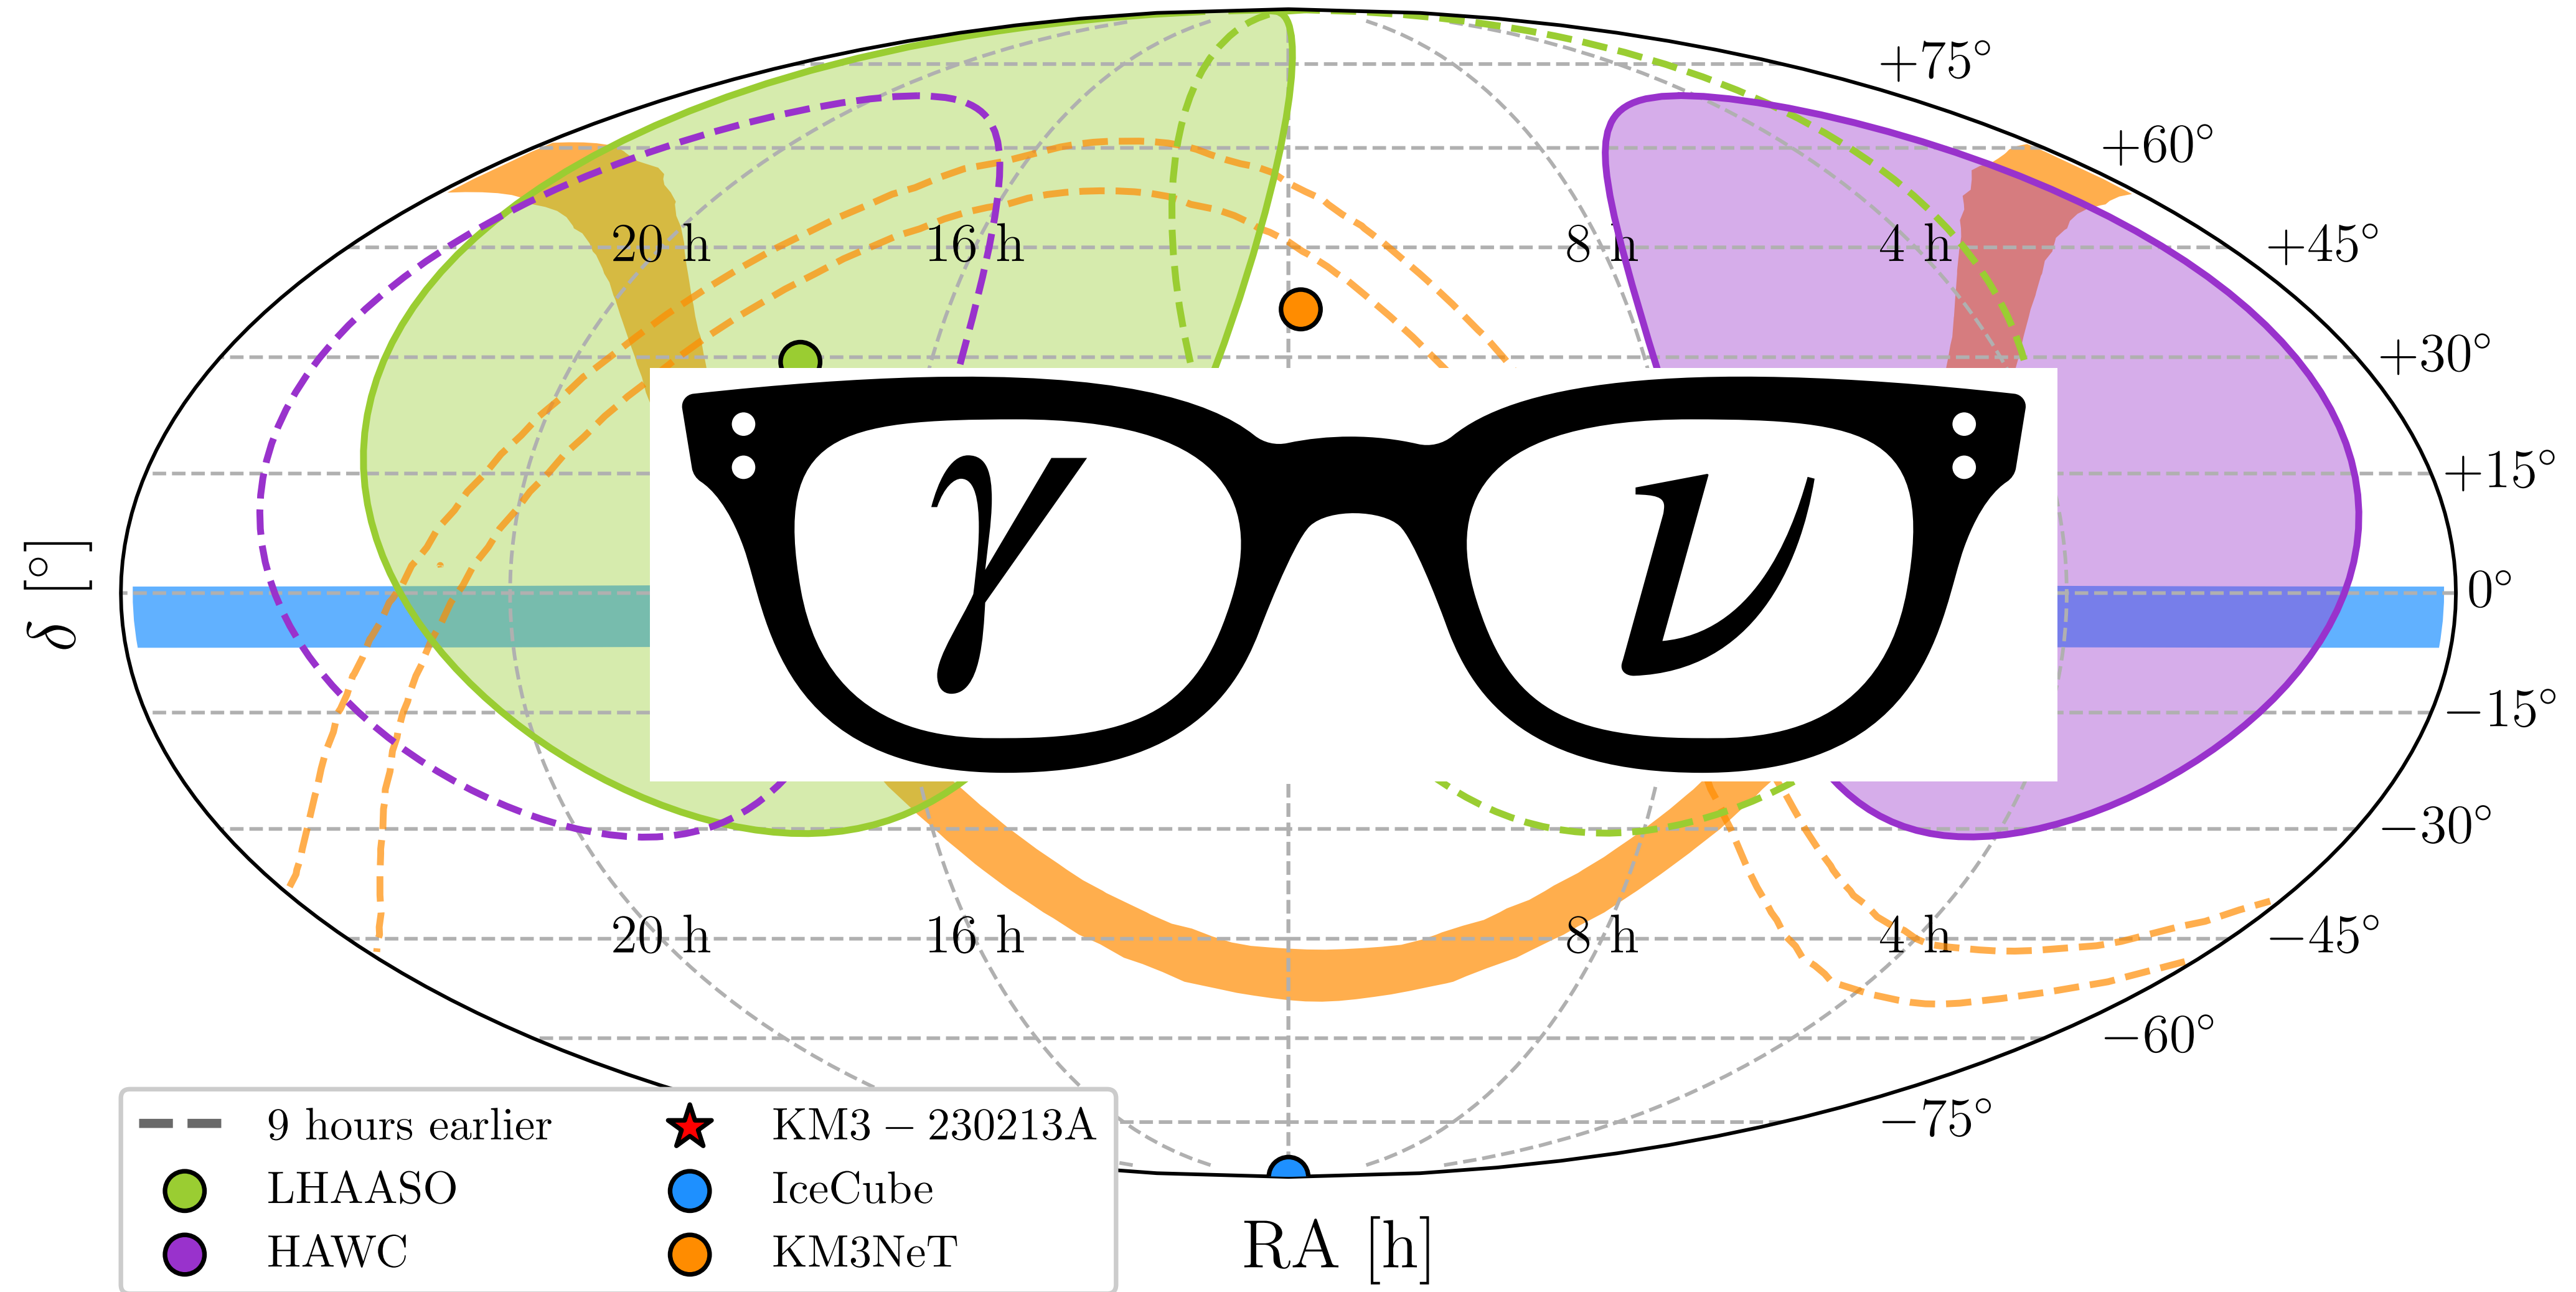 +75°
+60°
20 h 16 h 8 h 4 h +45°
+30°
+15°
γ ν
δ [°]
0°
−15°
−30°
20 h 16 h 8 h 4 h −45°
−60°
−75°
9 hours earlier KM3 − 230213A
LHAASO IceCube
HAWC KM3NeT
RA [h]